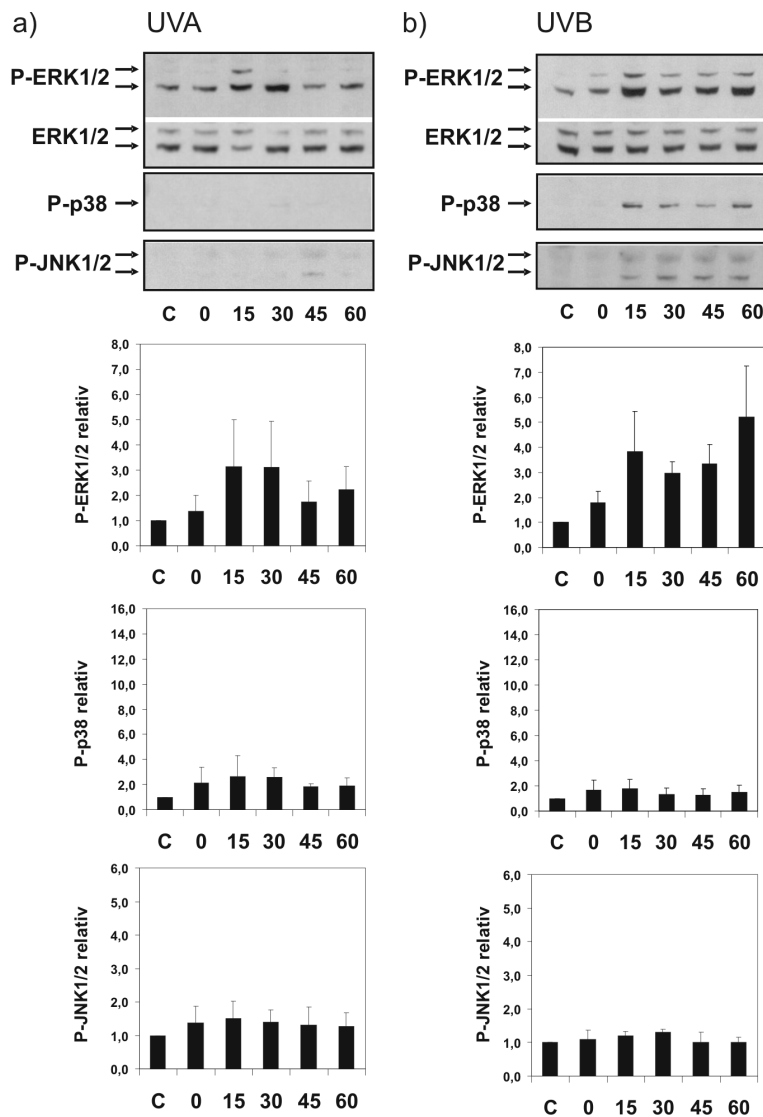 a) UVA
P-ERK1/2
ERK1/2
P-p38
P-JNK1/2
C 0 15 30 45 60
8,0
7,0
6,0
5,0
4,0
3,0
2,0
1,0
0,0
P-ERK1/2 relativ
C 0 15 30 45 60
16,0
14,0
12,0
10,0
8,0
6,0
4,0
2,0
0,0
P-p38 relativ
C 0 15 30 45 60
6,0
5,0
4,0
3,0
2,0
1,0
0,0
P-JNK1/2 relativ
C 0 15 30 45 60
b) UVB
P-ERK1/2
ERK1/2
P-p38
P-JNK1/2
C 0 15 30 45 60
8,0
7,0
6,0
5,0
4,0
3,0
2,0
1,0
0,0
P-ERK1/2 relativ
C 0 15 30 45 60
16,0
14,0
12,0
10,0
8,0
6,0
4,0
2,0
0,0
P-p38 relativ
C 0 15 30 45 60
6,0
5,0
4,0
3,0
2,0
1,0
0,0
P-JNK1/2 relativ
C 0 15 30 45 60